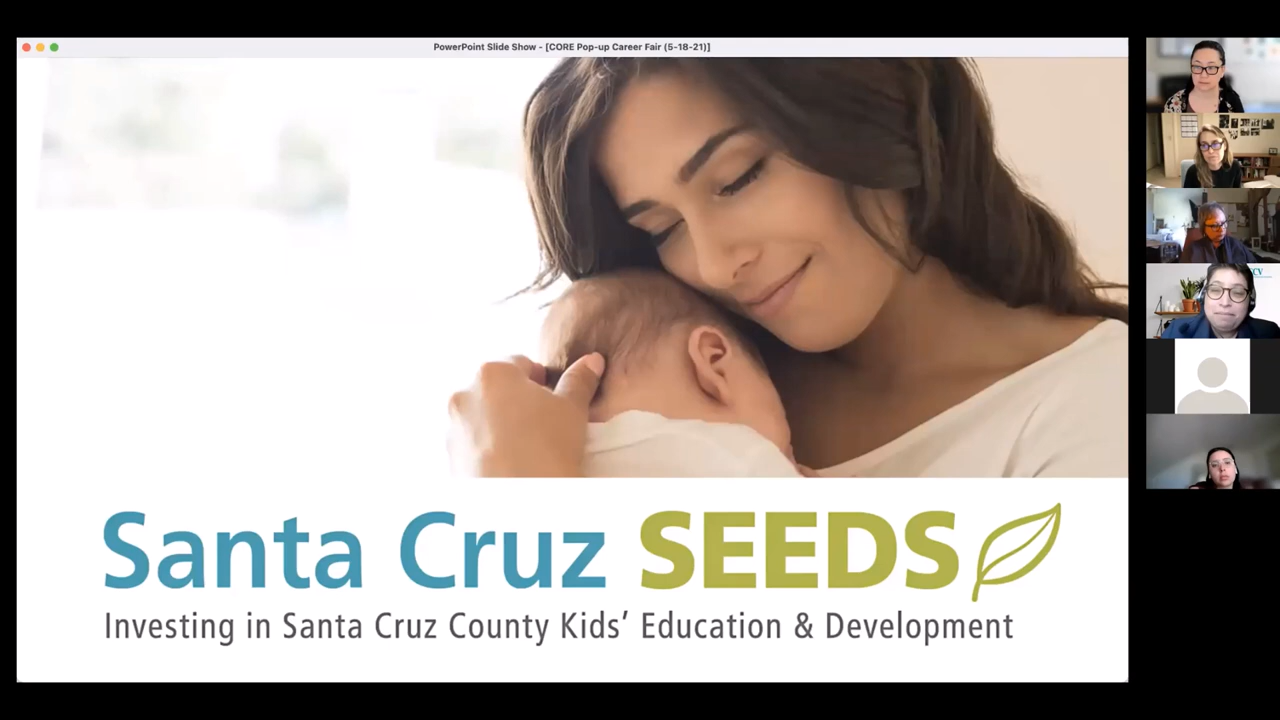 PowerPoint Slide Show - [CORE Pop-up Career Fair (5-18-21)]
Santa Cruz SEEDS
Investing in Santa Cruz County Kids' Education & Development